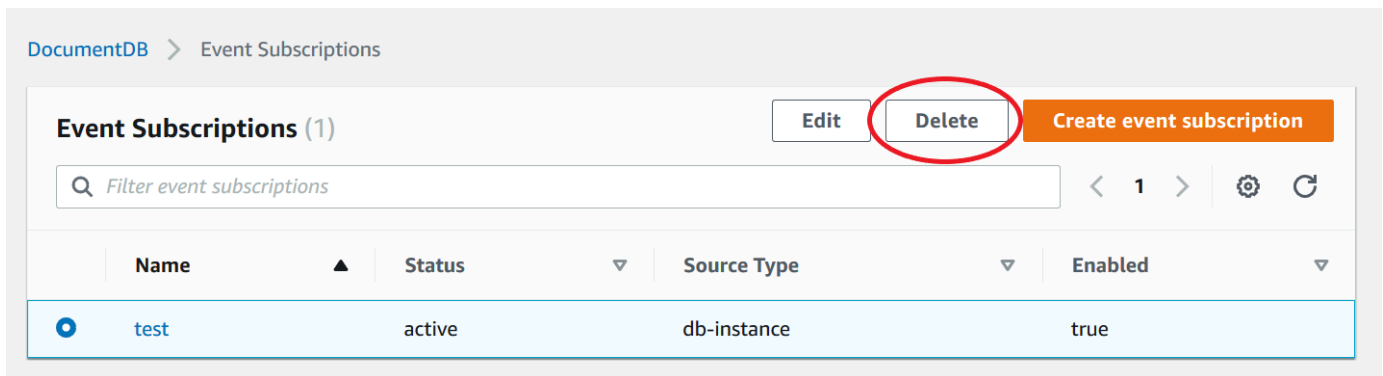 DocumentDB > Event Subscriptions
Event Subscriptions (1)
Edit
Delete
Create event subscription
Filter event subscriptions
1
Name Status Source Type Enabled
test active db-instance true